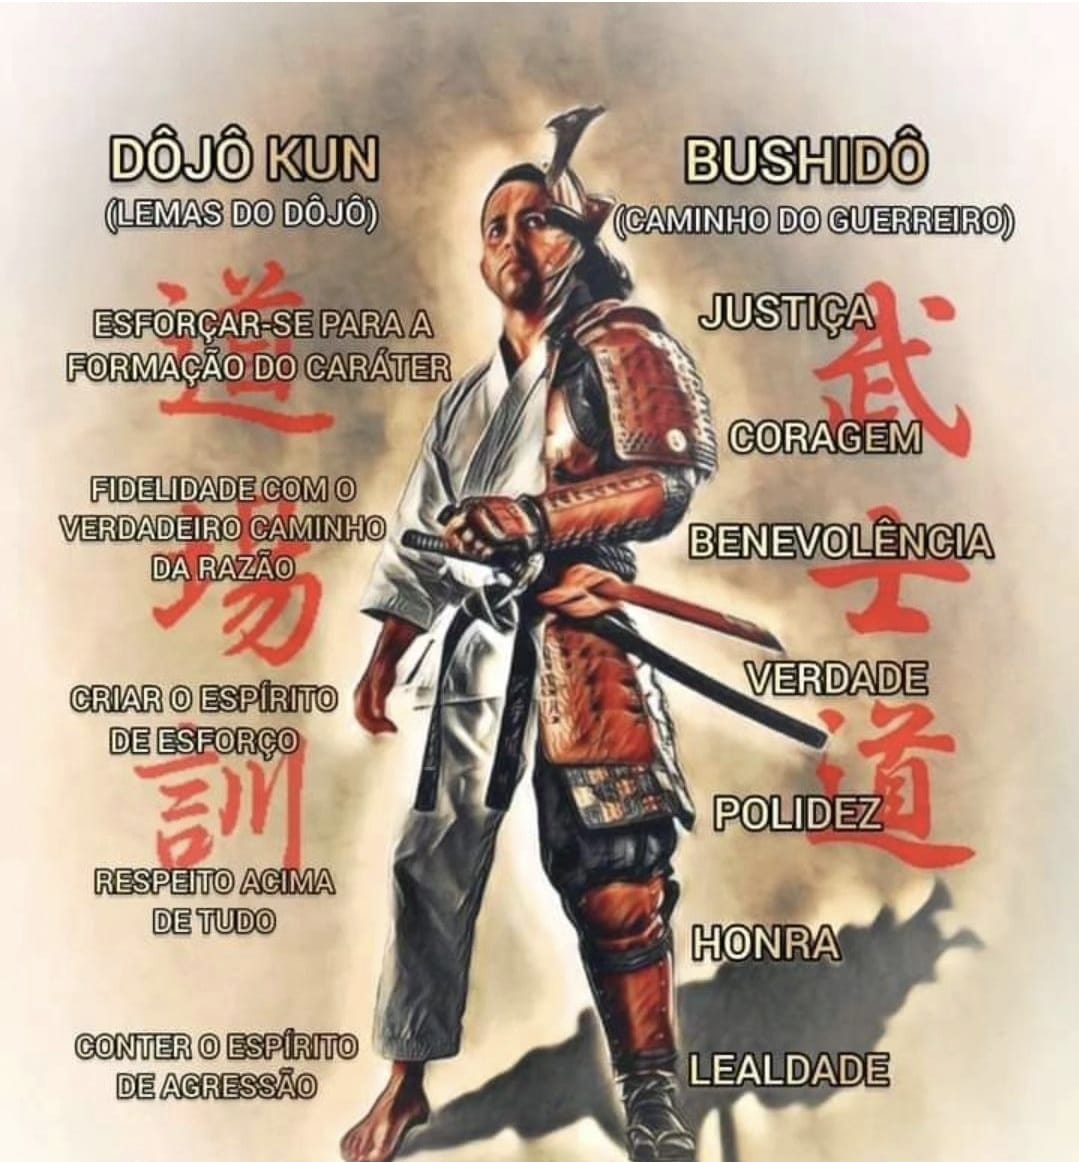 DÔJÔ KUN
(LEMAS DO DÔJÔ)
道
場
訓
ESFORÇAR-SE PARA A
FORMAÇÃO DO CARÁTER
FIDELIDADE COM O
VERDADEIRO CAMINHO
DA RAZÃO
CRIAR O ESPÍRITO
DE ESFORÇO
RESPEITO ACIMA
DE TUDO
CONTER O ESPÍRITO
DE AGRESSÃO
BUSHIDÔ
(CAMINHO DO GUERREIRO)
武
士
道
JUSTIÇA
CORAGEM
BENEVOLÊNCIA
VERDADE
POLIDEZ
HONRA
LEALDADE